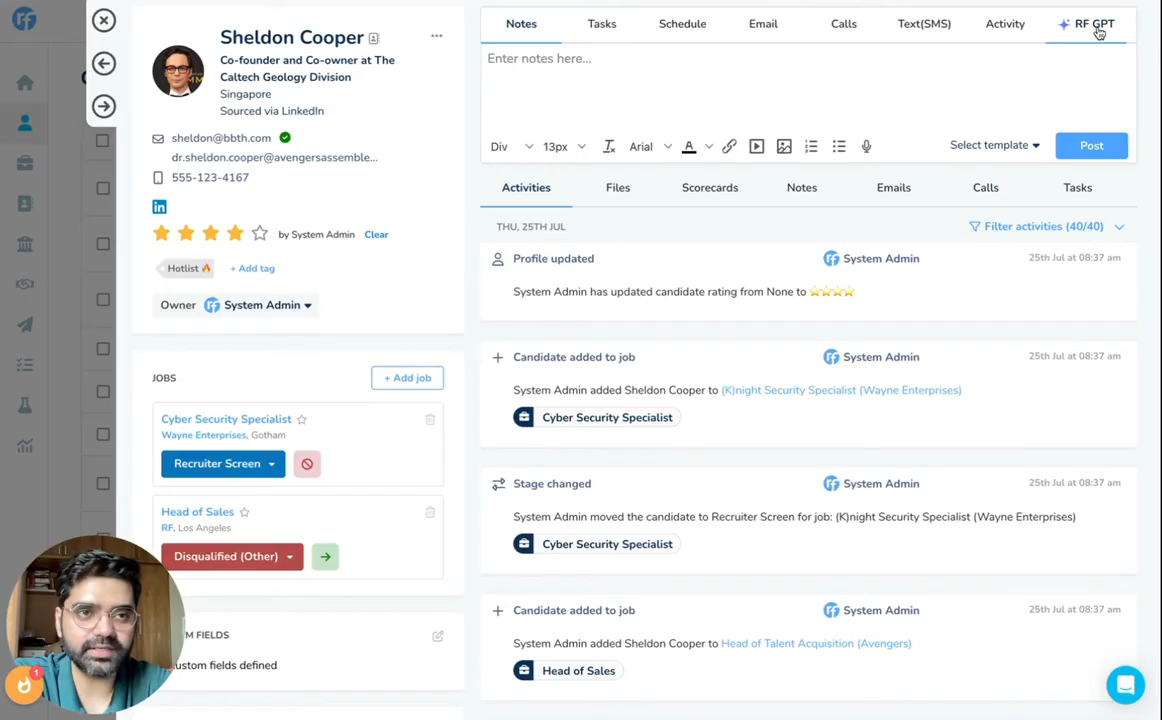 Sheldon Cooper
Co-founder and Co-owner at The
Caltech Geology Division
Singapore
Sourced via LinkedIn
sheldon@bbth.com
dr.sheldon.cooper@avengersassemble...
555-123-4167
by System Admin Clear
Hotlist🔥 + Add tag
Owner System Admin
JOBS + Add job
Cyber Security Specialist
Wayne Enterprises, Gotham
Recruiter Screen
Head of Sales
RF, Los Angeles
Disqualified (Other)
M FIELDS
ustom fields defined
1
Notes Tasks Schedule Email Calls Text(SMS) Activity RF GPT
Enter notes here...
Div 13px Arial A Select template Post
Activities Files Scorecards Notes Emails Calls Tasks
THU, 25TH JUL Filter activities (40/40)
Profile updated System Admin 25th Jul at 08:37 am
System Admin has updated candidate rating from None to ⭐⭐⭐⭐
+ Candidate added to job System Admin 25th Jul at 08:37 am
System Admin added Sheldon Cooper to (K)night Security Specialist (Wayne Enterprises)
Cyber Security Specialist
Stage changed System Admin 25th Jul at 08:37 am
System Admin moved the candidate to Recruiter Screen for job: (K)night Security Specialist (Wayne Enterprises)
Cyber Security Specialist
+ Candidate added to job System Admin 25th Jul at 08:37 am
System Admin added Sheldon Cooper to Head of Talent Acquisition (Avengers)
Head of Sales